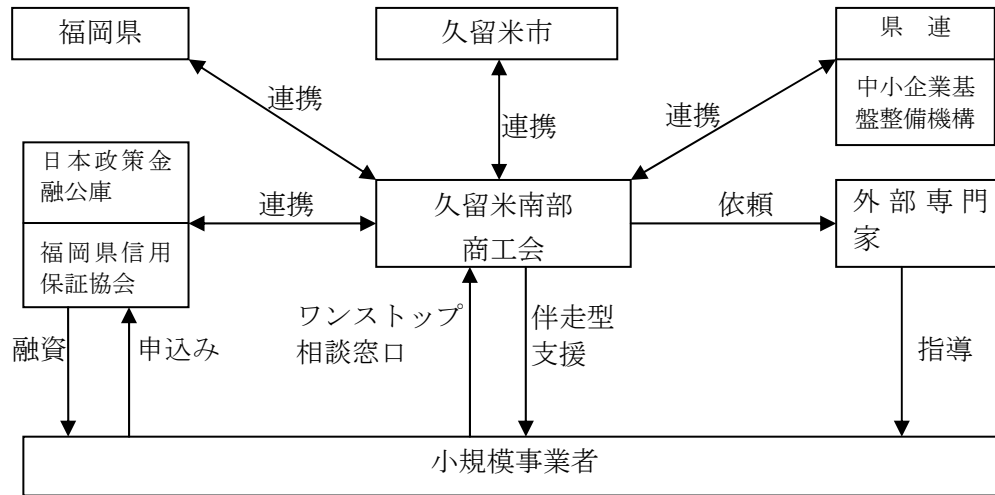 福岡県
久留米市
県 連
中小企業基
盤整備機構
連携
連携
連携
日本政策金
融公庫
福岡県信用
保証協会
連携
久留米南部
商工会
依頼
外部専門
家
融資
申込み
ワンストップ
相談窓口
伴走型
支援
指導
小規模事業者